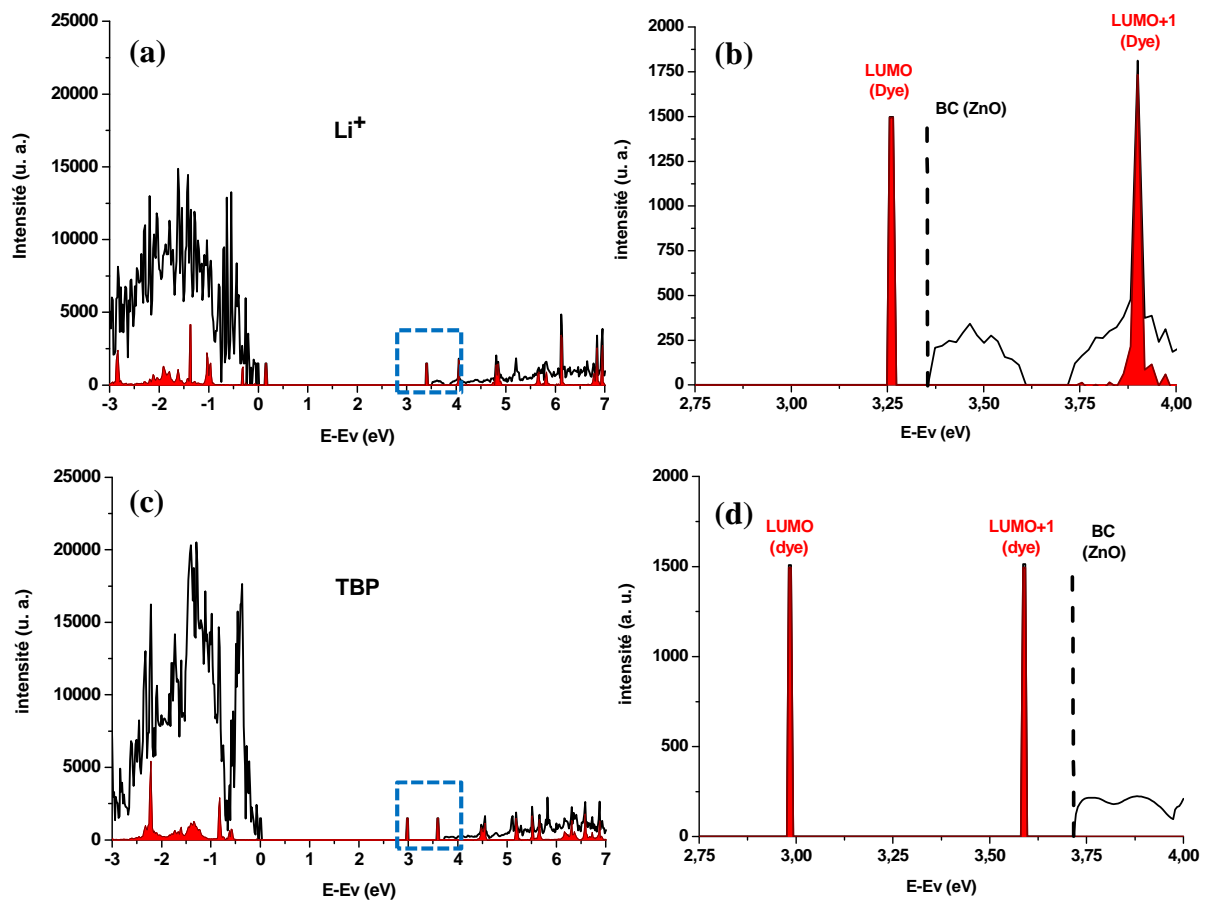 (a)
Li+
Intensité (u. a.)
25000
20000
15000
10000
5000
0
-3 -2 -1 0 1 2 3 4 5 6 7
E-Ev (eV)
(b)
LUMO
(Dye)
BC (ZnO)
LUMO+1
(Dye)
intensité (u. a.)
2000
1750
1500
1250
1000
750
500
250
0
2,75 3,00 3,25 3,50 3,75 4,00
E-Ev (eV)
(c)
TBP
intensité (u. a.)
25000
20000
15000
10000
5000
0
-3 -2 -1 0 1 2 3 4 5 6 7
E-Ev (eV)
(d)
LUMO
(dye)
LUMO+1
(dye)
BC
(ZnO)
intensité (a. u.)
2000
1500
1000
500
0
2,75 3,00 3,25 3,50 3,75 4,00
E-Ev (eV)